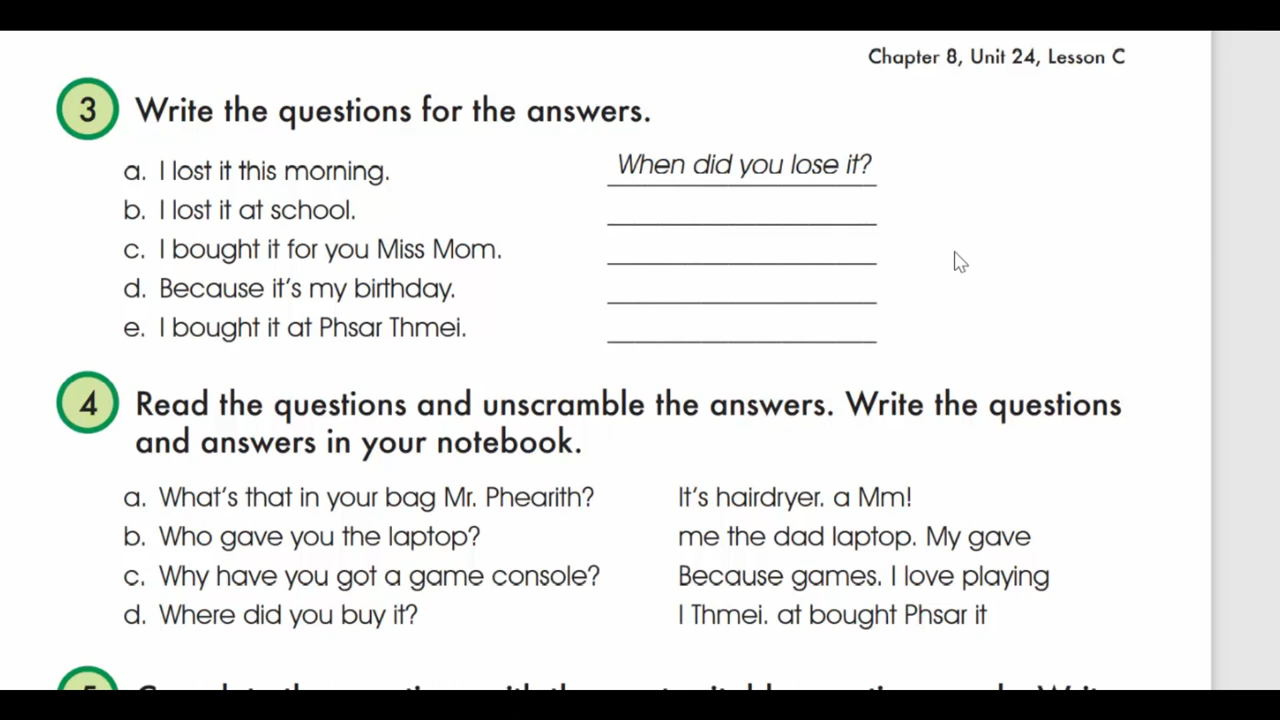 Chapter 8, Unit 24, Lesson C
3 Write the questions for the answers.
a. I lost it this morning. When did you lose it?
b. I lost it at school.
c. I bought it for you Miss Mom.
d. Because it's my birthday.
e. I bought it at Phsar Thmei.
4 Read the questions and unscramble the answers. Write the questions
and answers in your notebook.
a. What's that in your bag Mr. Phearith? It's hairdryer. a Mm!
b. Who gave you the laptop? me the dad laptop. My gave
c. Why have you got a game console? Because games. I love playing
d. Where did you buy it? I Thmei. at bought Phsar it